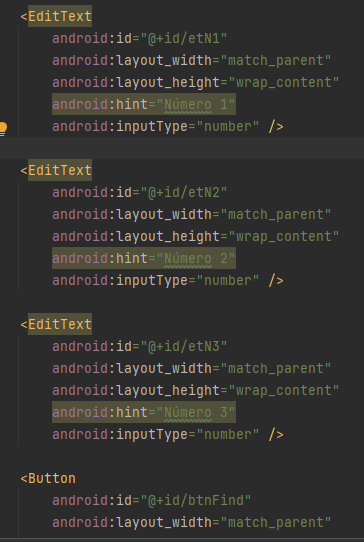 <EditText
android:id="@+id/etN1"
android:layout_width="match_parent"
android:layout_height="wrap_content"
android:hint="Número 1"
android:inputType="number" />
<EditText
android:id="@+id/etN2"
android:layout_width="match_parent"
android:layout_height="wrap_content"
android:hint="Número 2"
android:inputType="number" />
<EditText
android:id="@+id/etN3"
android:layout_width="match_parent"
android:layout_height="wrap_content"
android:hint="Número 3"
android:inputType="number" />
<Button
android:id="@+id/btnFind"
android:layout_width="match_parent"